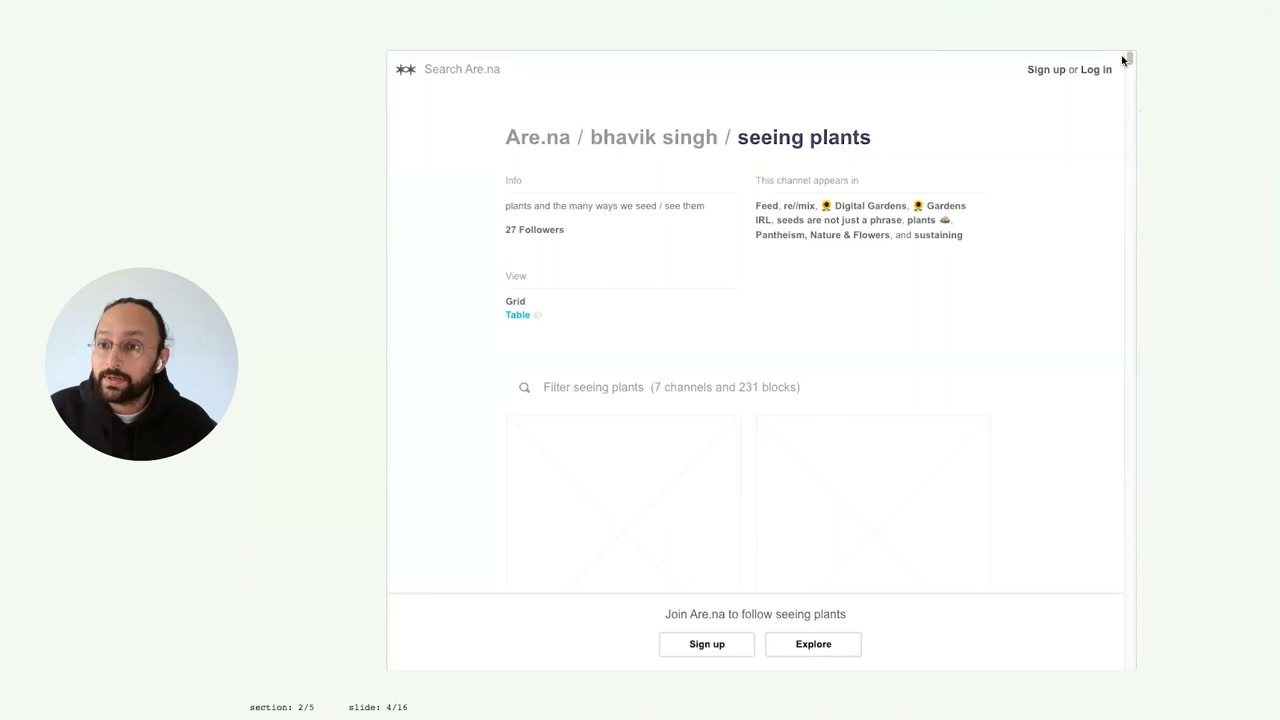 Search Are.na
Sign up or Log in
Are.na / bhavik singh / seeing plants
Info
plants and the many ways we seed / see them
27 Followers
This channel appears in
Feed, re//mix, 🌻 Digital Gardens, 🌻 Gardens
IRL, seeds are not just a phrase, plants 🪴,
Pantheism, Nature & Flowers, and sustaining
View
Grid
Table
Filter seeing plants (7 channels and 231 blocks)
Join Are.na to follow seeing plants
Sign up
Explore
section: 2/5 slide: 4/16